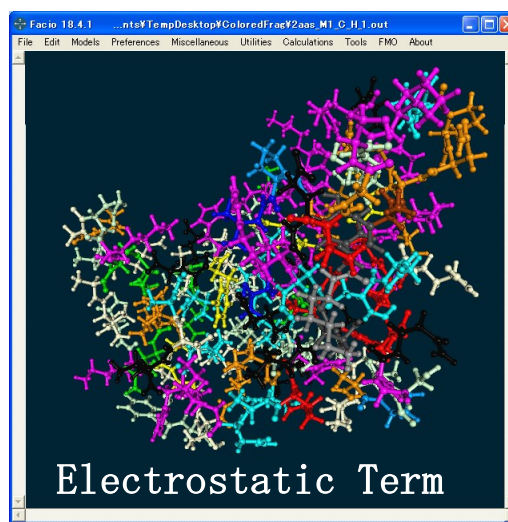 Facio 18.4.1 ...nts¥TempDesktop¥ColoredFrag¥2aas_M1_C_H_1.out
File Edit Models Preferences Miscellaneous Utilities Calculations Tools FMO About
Electrostatic Term